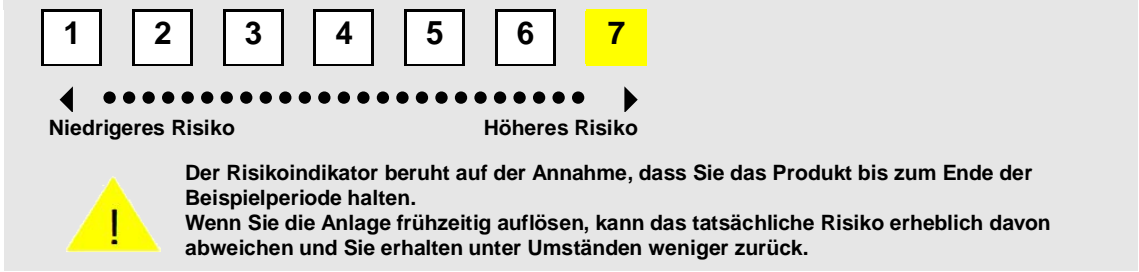 1 2 3 4 5 6 7
Niedrigeres Risiko Höheres Risiko
!
Der Risikoindikator beruht auf der Annahme, dass Sie das Produkt bis zum Ende der
Beispielperiode halten.
Wenn Sie die Anlage frühzeitig auflösen, kann das tatsächliche Risiko erheblich davon
abweichen und Sie erhalten unter Umständen weniger zurück.